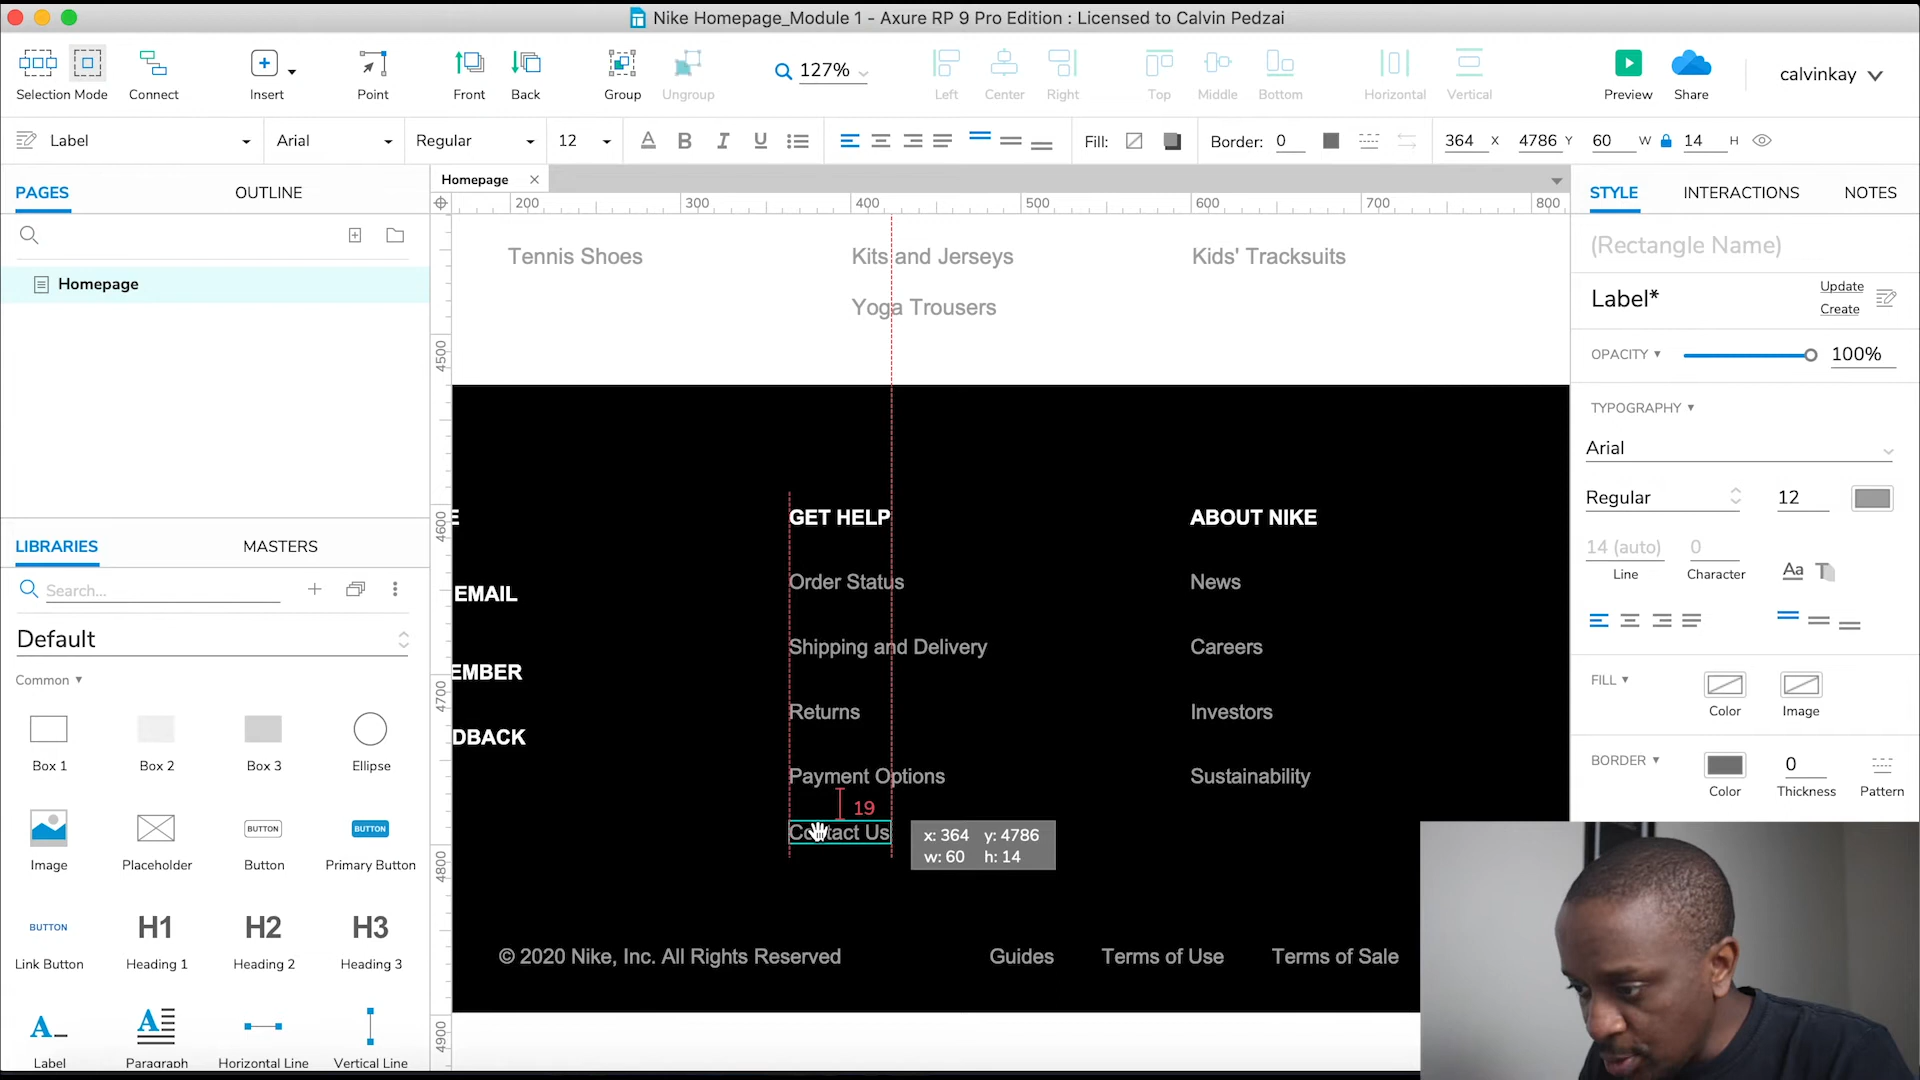 Nike Homepage_Module 1 - Axure RP 9 Pro Edition : Licensed to Calvin Pedzai
Selection Mode
Connect
Insert
Point
Front
Back
Group
Ungroup
127%
Left
Center
Right
Top
Middle
Bottom
Horizontal
Vertical
Preview
Share
calvinkay
Label
Arial
Regular
12
A B I U
Fill:
Border: 0
364 X 4786 Y 60 W 14 H
PAGES
OUTLINE
Homepage
STYLE
INTERACTIONS
NOTES
200 300 400 500 600 700 800
Homepage
(Rectangle Name)
Label*
Update
Create
OPACITY
100%
TYPOGRAPHY
Arial
Regular
12
14 (auto)
0
Line
Character
Aa
T
FILL
Color
Image
BORDER
0
Color
Thickness
Pattern
4500
4600
4700
4800
4900
Tennis Shoes
Kits and Jerseys
Kids' Tracksuits
Yoga Trousers
E
GET HELP
ABOUT NIKE
EMAIL
Order Status
News
Shipping and Delivery
Careers
EMBER
Returns
Investors
DBACK
Payment Options
Sustainability
19
Contact Us
x: 364 y: 4786
w: 60 h: 14
© 2020 Nike, Inc. All Rights Reserved
Guides
Terms of Use
Terms of Sale
LIBRARIES
MASTERS
Search...
Default
Common
Box 1
Box 2
Box 3
Ellipse
BUTTON
BUTTON
Image
Placeholder
Button
Primary Button
BUTTON
H1
H2
H3
Link Button
Heading 1
Heading 2
Heading 3
A
A
Label
Paragraph
Horizontal Line
Vertical Line